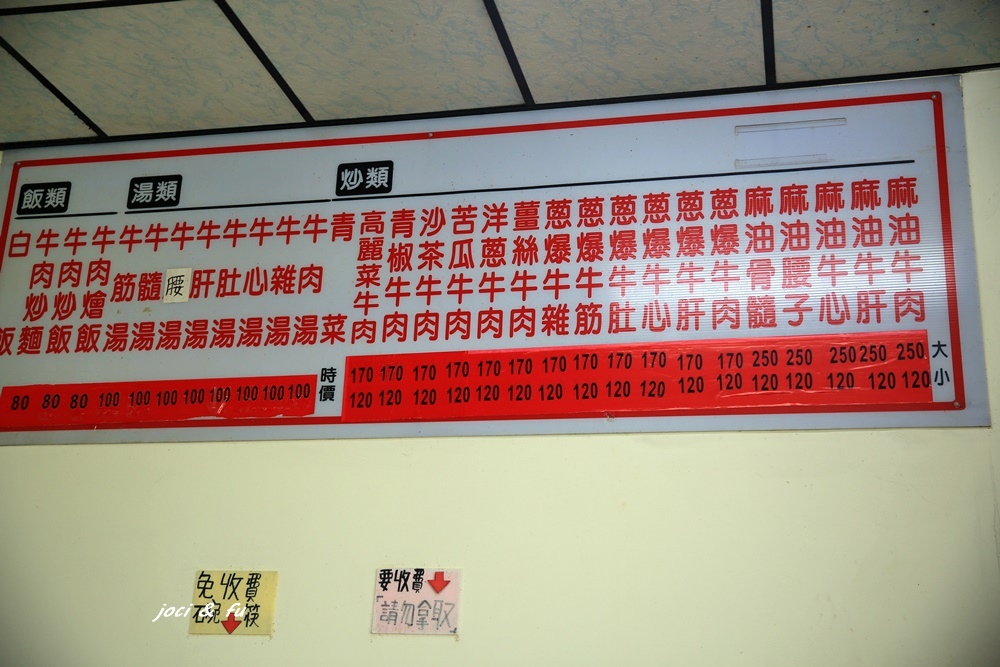 飯類
白飯
牛肉炒麵
牛肉炒飯
牛肉燴飯
湯類
牛筋湯
牛髓湯
牛腰湯
牛肝湯
牛肚湯
牛心湯
牛雜湯
牛肉湯
青菜
炒類
高麗菜牛肉
青椒牛肉
沙茶牛肉
苦瓜牛肉
洋蔥牛肉
薑絲牛肉
蔥爆牛雜
蔥爆牛筋
蔥爆牛肚
蔥爆牛心
蔥爆牛肝
蔥爆牛肉
麻油骨髓
麻油腰子
麻油牛心
麻油牛肝
麻油牛肉
80 80 80 100 100 100 100 100 100 100 100
時價
170 170 170 170 170 170 170 170 170 170 170 170 250 250 250 250 250 大
120 120 120 120 120 120 120 120 120 120 120 120 120 120 120 120 120 小
免收費
石碗 筷
要收費
「請勿拿取
joci & fu